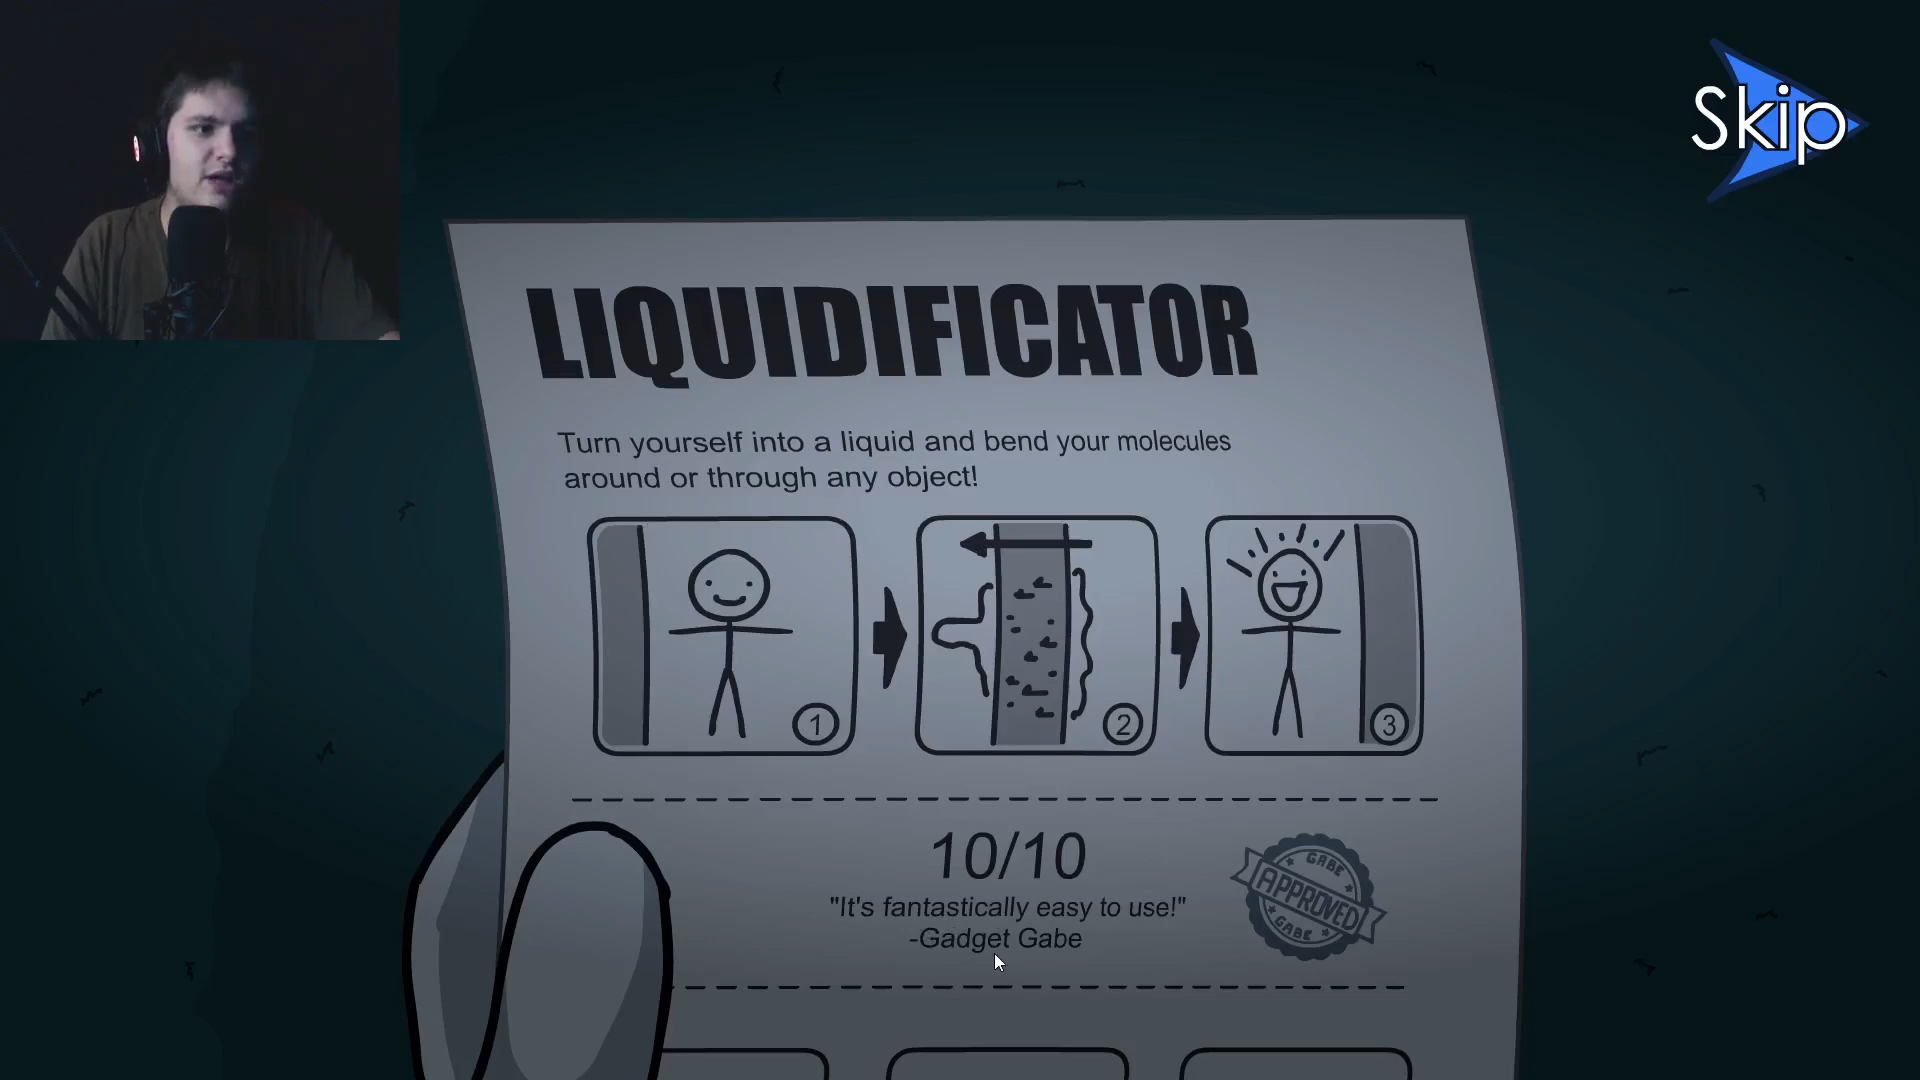 Skip
LIQUIDIFICATOR
Turn yourself into a liquid and bend your molecules
around or through any object!
1
2
3
10/10
"It's fantastically easy to use!"
-Gadget Gabe
GABE
APPROVED
GABE